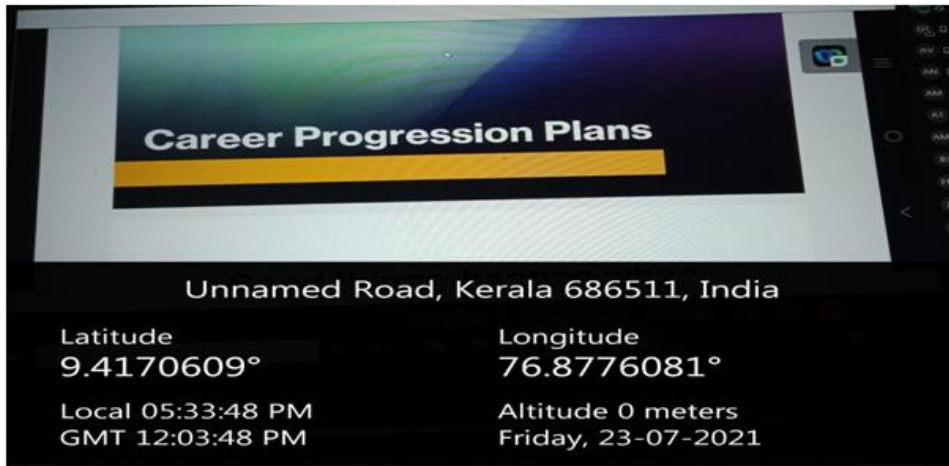 Career Progression Plans
Unnamed Road, Kerala 686511, India
Latitude
9.4170609°
Longitude
76.8776081°
Local 05:33:48 PM
GMT 12:03:48 PM
Altitude 0 meters
Friday, 23-07-2021